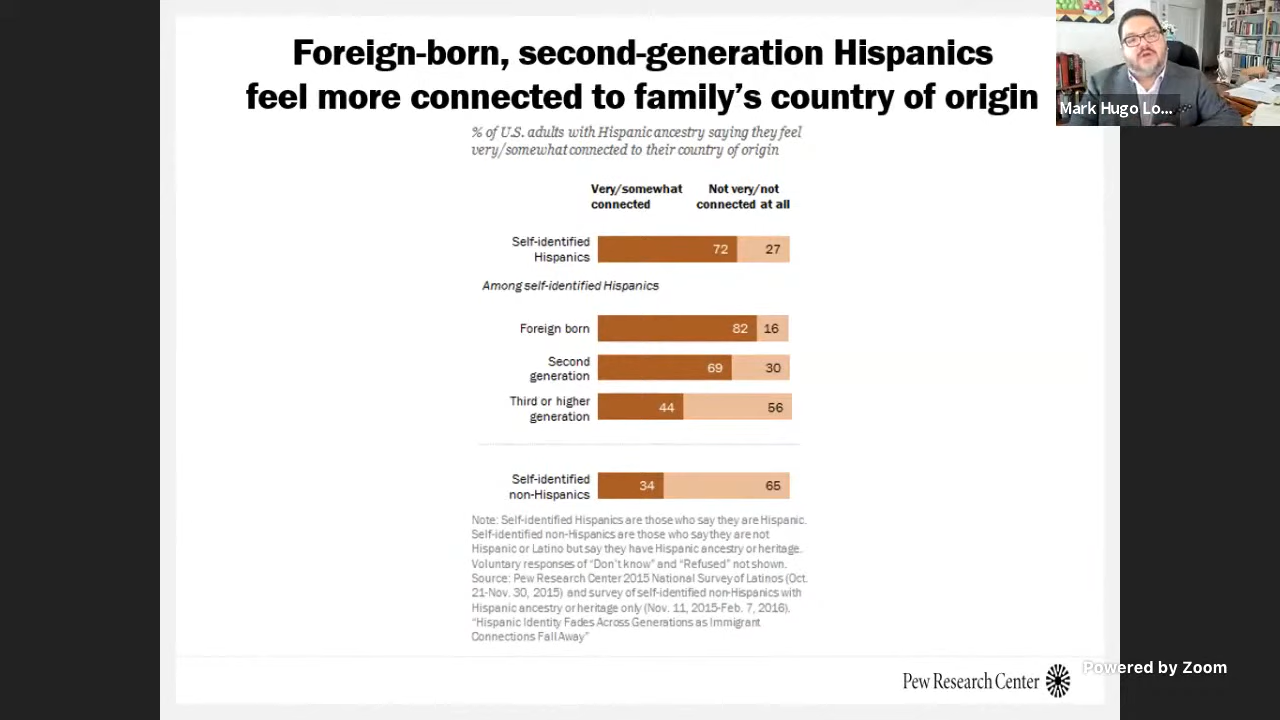 Foreign-born, second-generation Hispanics
feel more connected to family's country of origin
Mark Hugo Lo...
% of U.S. adults with Hispanic ancestry saying they feel
very/somewhat connected to their country of origin
Very/somewhat connected
Not very/not connected at all
Self-identified Hispanics
72 27
Among self-identified Hispanics
Foreign born 82 16
Second generation
69 30
Third or higher generation
44 56
Self-identified non-Hispanics
34 65
Note: Self-identified Hispanics are those who say they are Hispanic.
Self-identified non-Hispanics are those who say they are not
Hispanic or Latino but say they have Hispanic ancestry or heritage.
Voluntary responses of "Don't know" and "Refused" not shown.
Source: Pew Research Center 2015 National Survey of Latinos (Oct.
21-Nov. 30, 2015) and survey of self-identified non-Hispanics with
Hispanic ancestry or heritage only (Nov. 11, 2015-Feb. 7, 2016).
"Hispanic Identity Fades Across Generations as Immigrant
Connections Fall Away"
Pew Research Center
Powered by Zoom